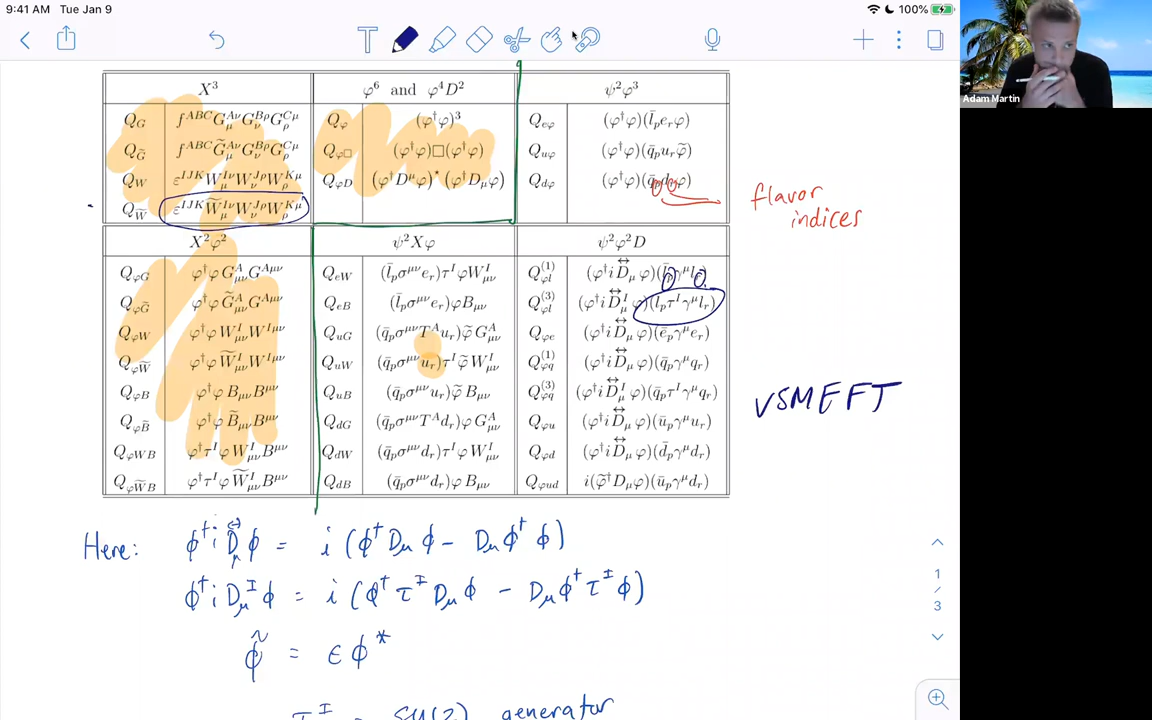 9:41 AM Tue Jan 9
100%
Adam Martin
X³ φ⁶ and φ⁴D² ψ²φ³
Q_G f^{ABC} G_μ^{Aν} G_ν^{Bρ} G_ρ^{Cμ} Q_φ (φ†φ)³ Q_{eφ} (φ†φ)(l̄_p e_r φ)
Q_{G̃} f^{ABC} G̃_μ^{Aν} G_ν^{Bρ} G_ρ^{Cμ} Q_{φ□} (φ†φ)□(φ†φ) Q_{uφ} (φ†φ)(q̄_p u_r φ̃)
Q_W ε^{IJK} W_μ^{Iν} W_ν^{Jρ} W_ρ^{Kμ} Q_{φD} (φ†D^μφ)^⋆ (φ†D_μφ) Q_{dφ} (φ†φ)(q̄_p d_r φ)
Q_{W̃} ε^{IJK} W̃_μ^{Iν} W_ν^{Jρ} W_ρ^{Kμ}
flavor
indices
X²φ² ψ²Xφ ψ²φ²D
Q_{φG} φ†φ G^A_{μν} G^{Aμν} Q_{eW} (l̄_p σ^{μν} e_r)τ^I φ W^I_{μν} Q_{φl}^{(1)} (φ†i D↔_μ φ)(l̄_p γ^μ l_r)
Q_{φG̃} φ†φ G̃^A_{μν} G^{Aμν} Q_{eB} (l̄_p σ^{μν} e_r)φ B_{μν} Q_{φl}^{(3)} (φ†i D↔^I_μ φ)(l̄_p τ^I γ^μ l_r)
Q_{φW} φ†φ W^I_{μν} W^{Iμν} Q_{uG} (q̄_p σ^{μν} T^A u_r)φ̃ G^A_{μν} Q_{φe} (φ†i D↔_μ φ)(ē_p γ^μ e_r)
Q_{φW̃} φ†φ W̃^I_{μν} W^{Iμν} Q_{uW} (q̄_p σ^{μν} u_r)τ^I φ̃ W^I_{μν} Q_{φq}^{(1)} (φ†i D↔_μ φ)(q̄_p γ^μ q_r)
Q_{φB} φ†φ B_{μν} B^{μν} Q_{uB} (q̄_p σ^{μν} u_r)φ̃ B_{μν} Q_{φq}^{(3)} (φ†i D↔^I_μ φ)(q̄_p τ^I γ^μ q_r)
νSMEFT
Q_{φB̃} φ†φ B̃_{μν} B^{μν} Q_{dG} (q̄_p σ^{μν} T^A d_r)φ G^A_{μν} Q_{φu} (φ†i D↔_μ φ)(ū_p γ^μ u_r)
Q_{φWB} φ†τ^I φ W^I_{μν} B^{μν} Q_{dW} (q̄_p σ^{μν} d_r)τ^I φ W^I_{μν} Q_{φd} (φ†i D↔_μ φ)(d̄_p γ^μ d_r)
Q_{φW̃B} φ†τ^I φ W̃^I_{μν} B^{μν} Q_{dB} (q̄_p σ^{μν} d_r)φ B_{μν} Q_{φud} i(φ̃†D_μ φ)(ū_p γ^μ d_r)
Here: ϕ†i D↔_μ ϕ = i (ϕ† D_μ ϕ − D_μ ϕ† ϕ)
ϕ†i D_μ^I ϕ = i (ϕ† τ^I D_μ ϕ − D_μ ϕ† τ^I ϕ)
ϕ̃ = ϵ ϕ*
τ^I = SU(2) generator
1
/
3